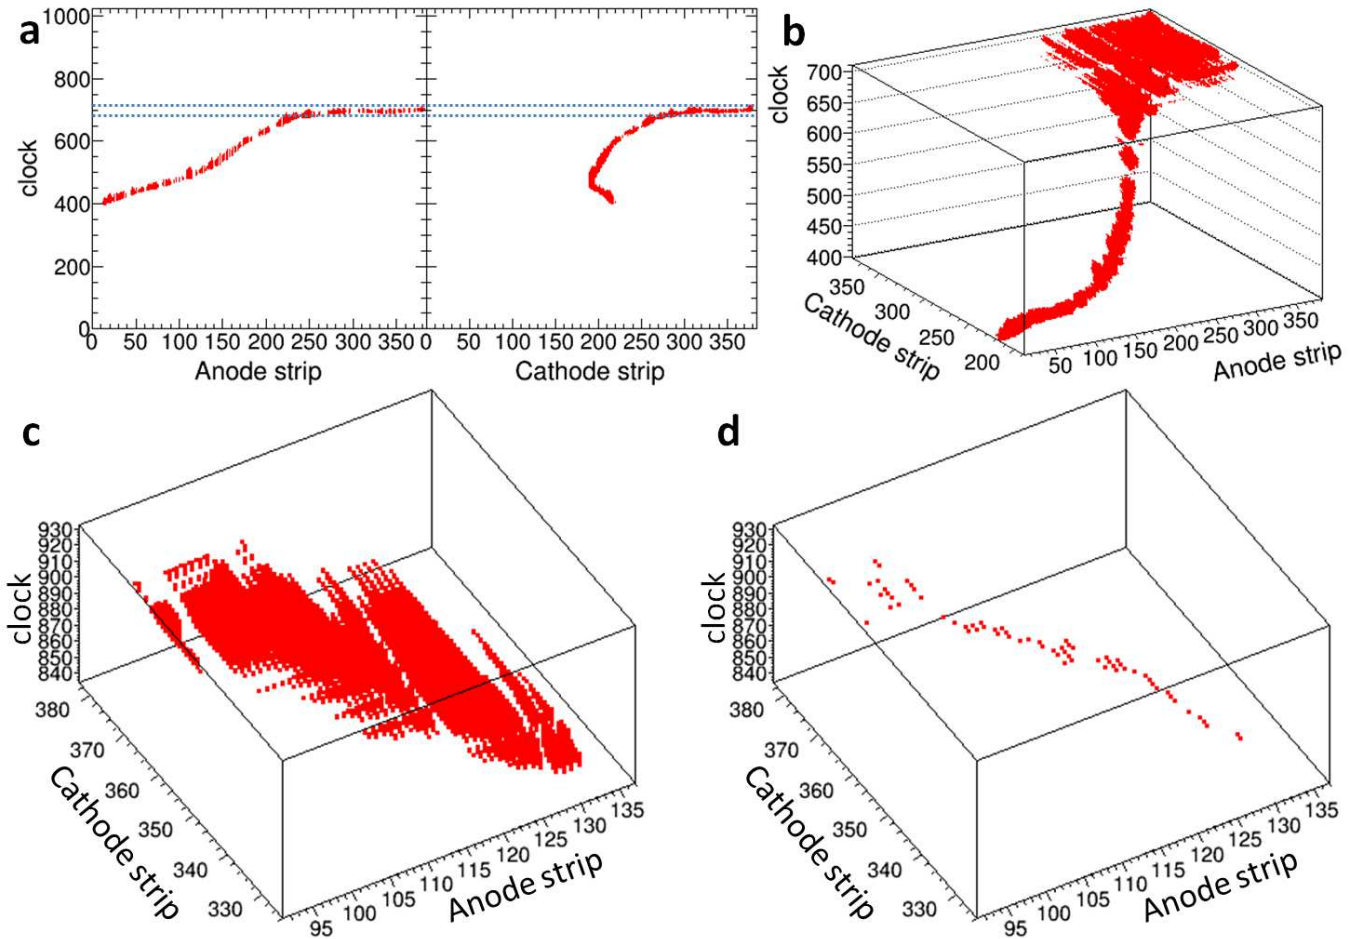 a
1000
800
600
400
200
0
clock
0 50 100 150 200 250 300 350
Anode strip
0 50 100 150 200 250 300 350
Cathode strip
b
clock
700
650
600
550
500
450
400
350
300
250
200
Cathode strip
50 100 150 200 250 300 350
Anode strip
c
930
920
910
900
890
880
870
860
850
840
clock
380
370
360
350
340
330
Cathode strip
95 100 105 110 115 120 125 130 135
Anode strip
d
930
920
910
900
890
880
870
860
850
840
clock
380
370
360
350
340
330
Cathode strip
95 100 105 110 115 120 125 130 135
Anode strip